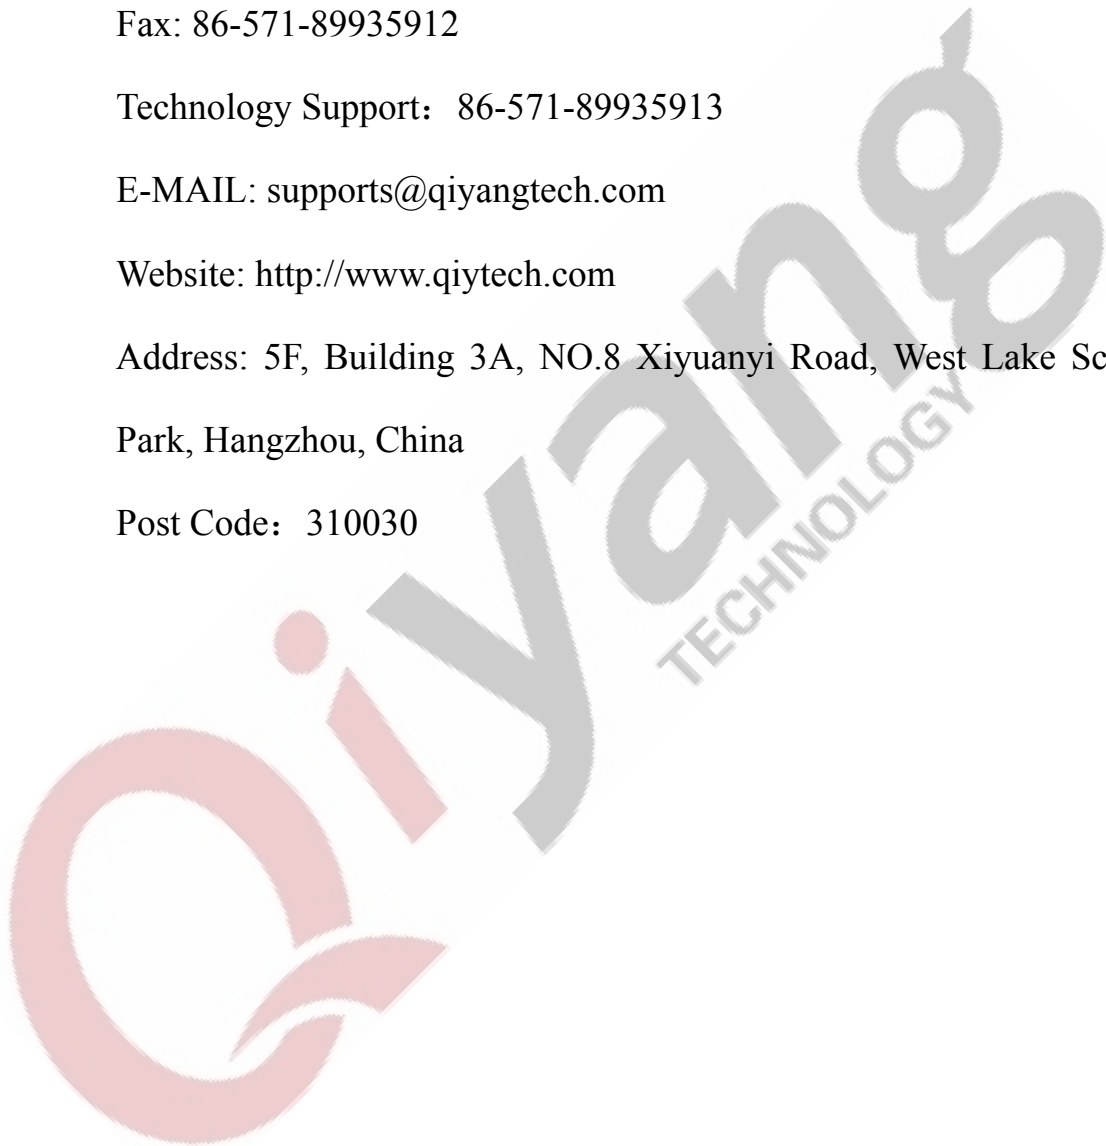 Fax: 86-571-89935912
Technology Support：86-571-89935913
E-MAIL: supports@qiyangtech.com
Website: http://www.qiytech.com
Address: 5F, Building 3A, NO.8 Xiyuanyi Road, West Lake Sc
Park, Hangzhou, China
Post Code：310030
Qiyang
TECHNOLOGY